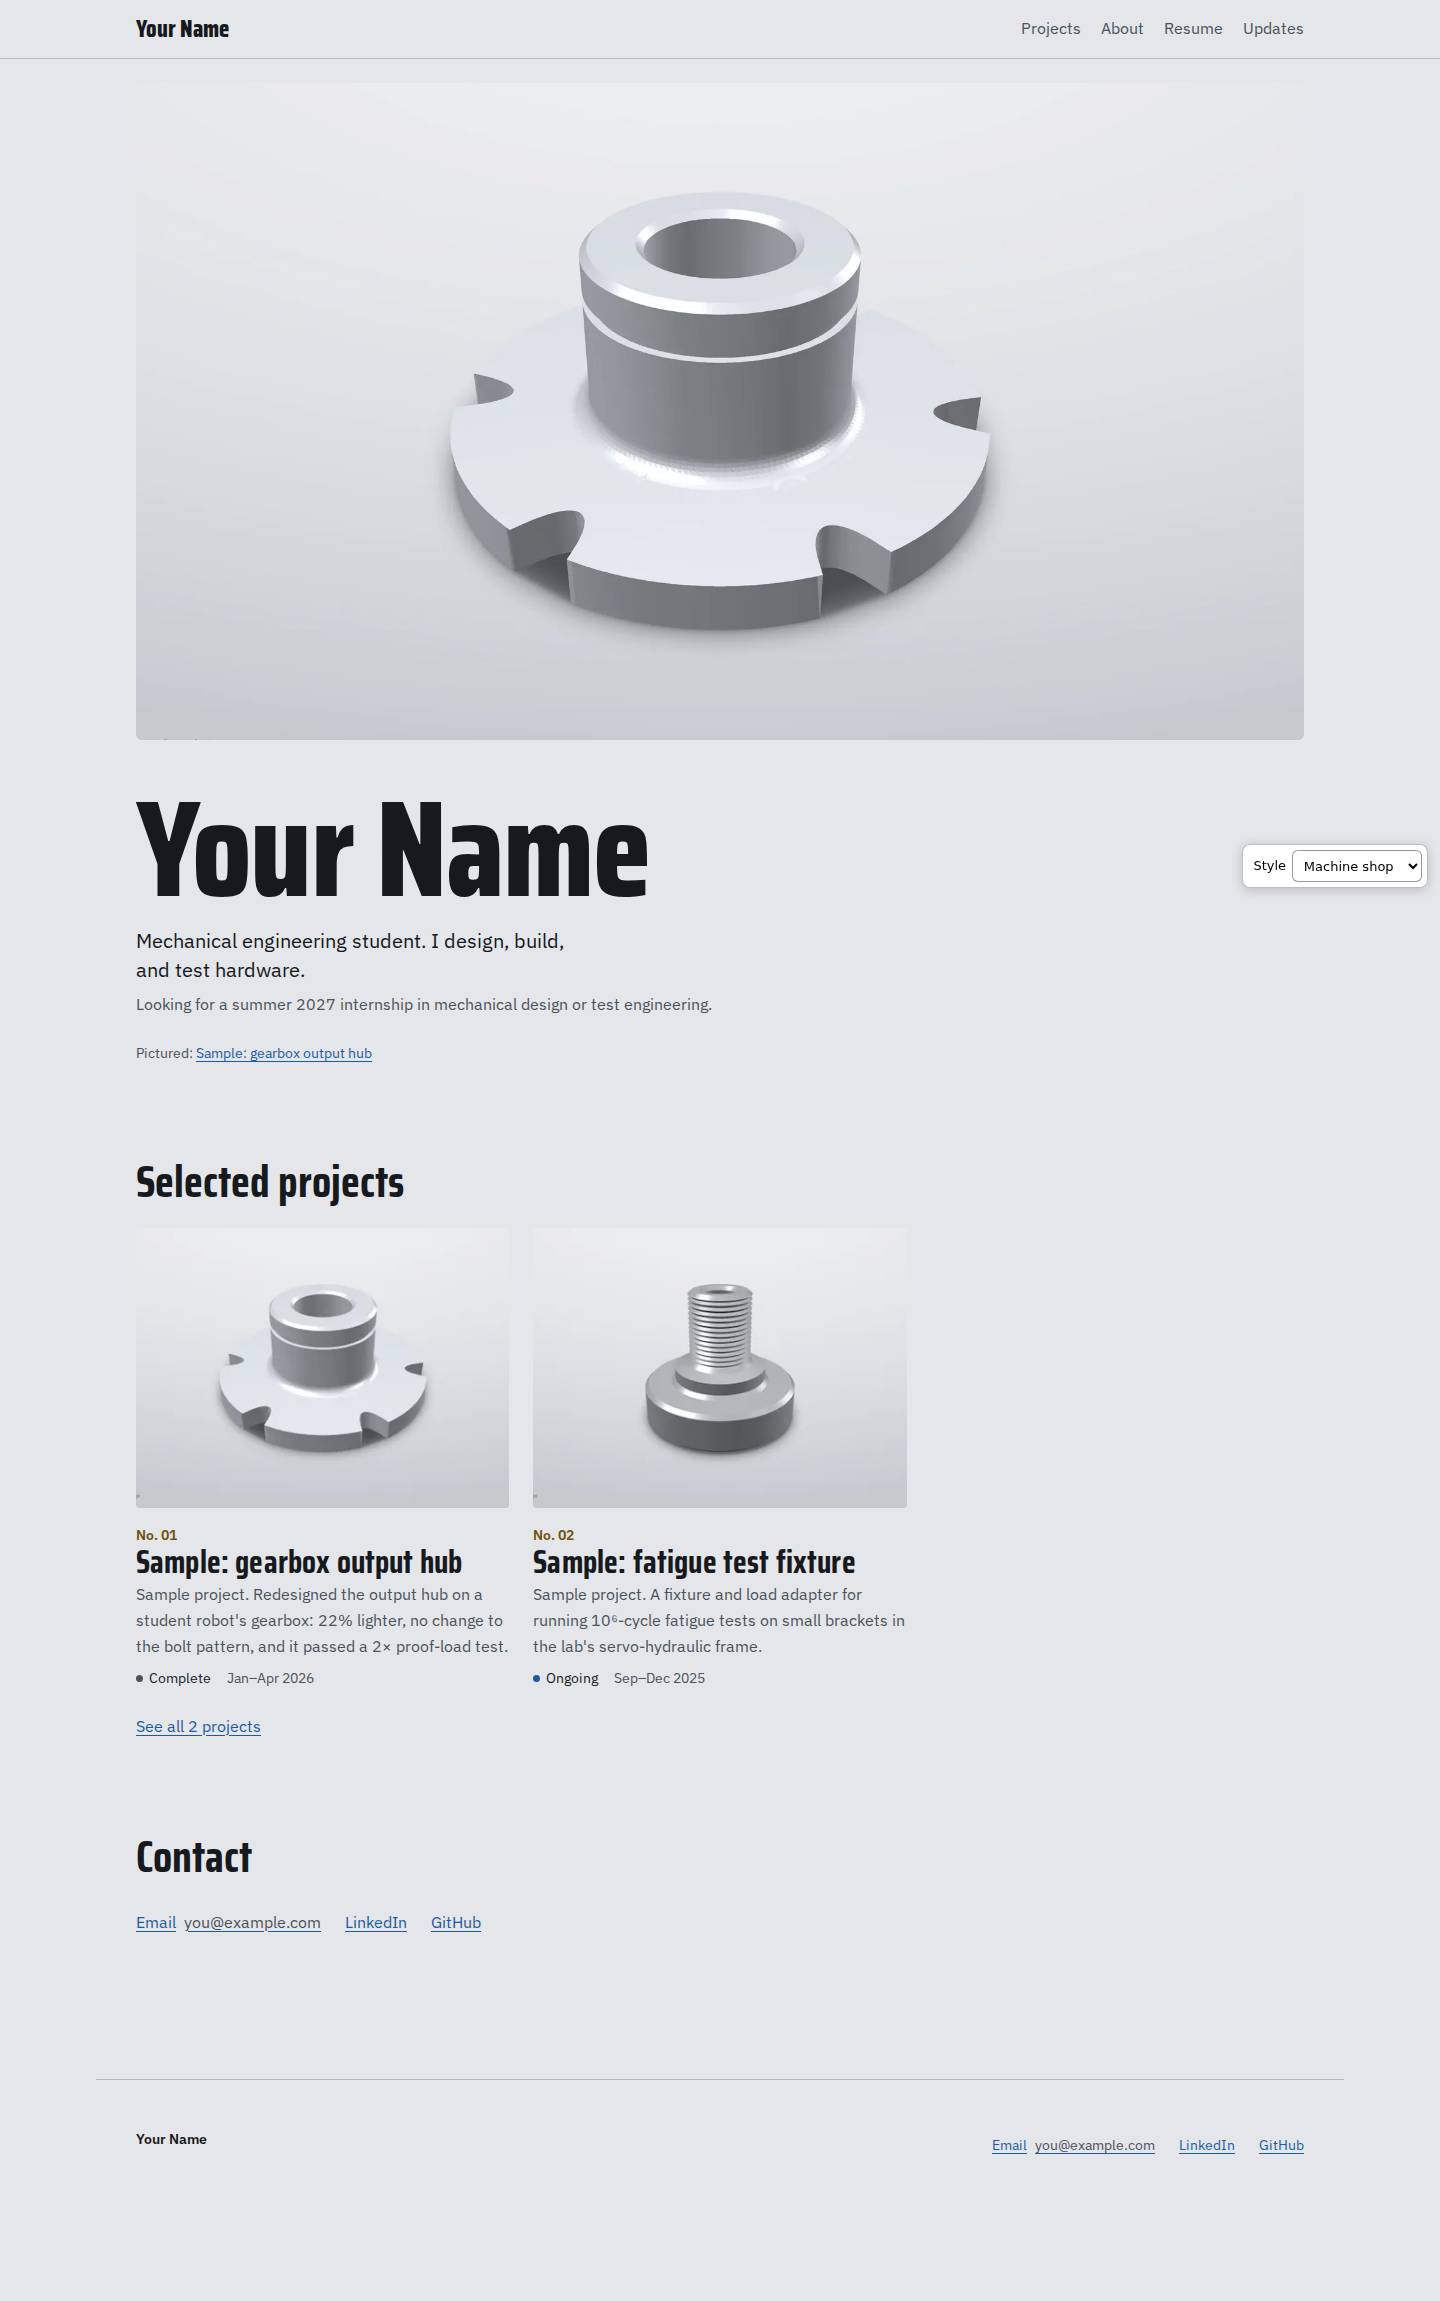 Your Name
Projects About Resume Updates
Your Name
Style Machine shop
Mechanical engineering student. I design, build,
and test hardware.
Looking for a summer 2027 internship in mechanical design or test engineering.
Pictured: Sample: gearbox output hub
Selected projects
No. 01
Sample: gearbox output hub
Sample project. Redesigned the output hub on a
student robot's gearbox: 22% lighter, no change to
the bolt pattern, and it passed a 2× proof-load test.
Complete Jan–Apr 2026
No. 02
Sample: fatigue test fixture
Sample project. A fixture and load adapter for
running 10⁶-cycle fatigue tests on small brackets in
the lab's servo-hydraulic frame.
Ongoing Sep–Dec 2025
See all 2 projects
Contact
Email you@example.com LinkedIn GitHub
Your Name
Email you@example.com LinkedIn GitHub